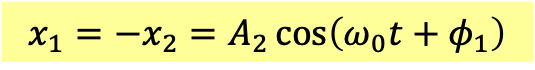 x₁ = −x₂ = A₂ cos(ω₀t + ϕ₁)